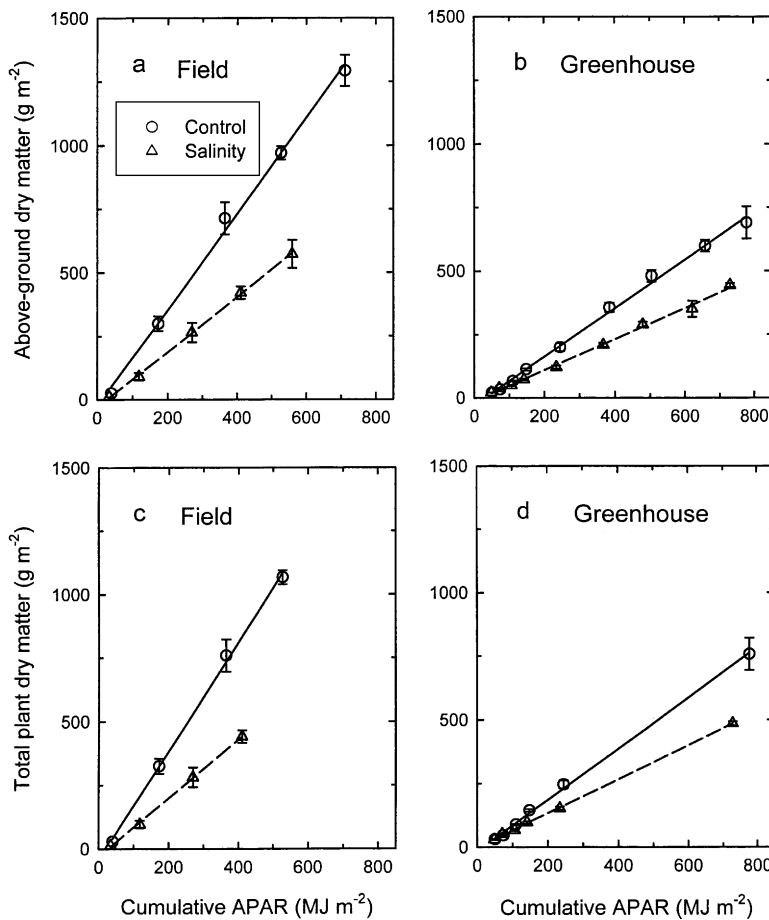 1500
1000
500
0
Above-ground dry matter (g m-2)
a Field
Control
Salinity
0 200 400 600 800
1500
1000
500
0
b Greenhouse
0 200 400 600 800
1500
1000
500
0
Total plant dry matter (g m-2)
c Field
0 200 400 600 800
Cumulative APAR (MJ m-2)
1500
1000
500
0
d Greenhouse
0 200 400 600 800
Cumulative APAR (MJ m-2)